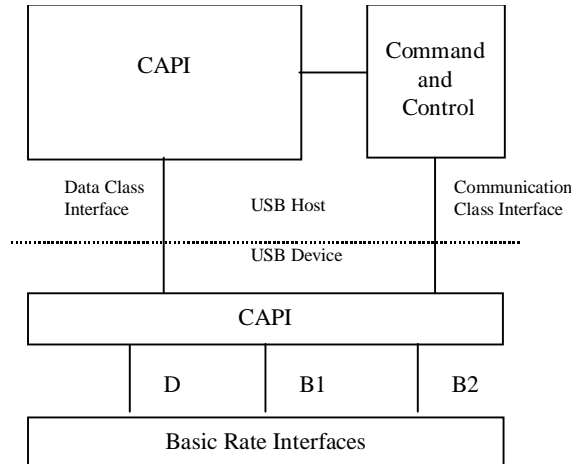 CAPI
Command
and
Control
Data Class
Interface
USB Host
Communication
Class Interface
USB Device
CAPI
D
B1
B2
Basic Rate Interfaces